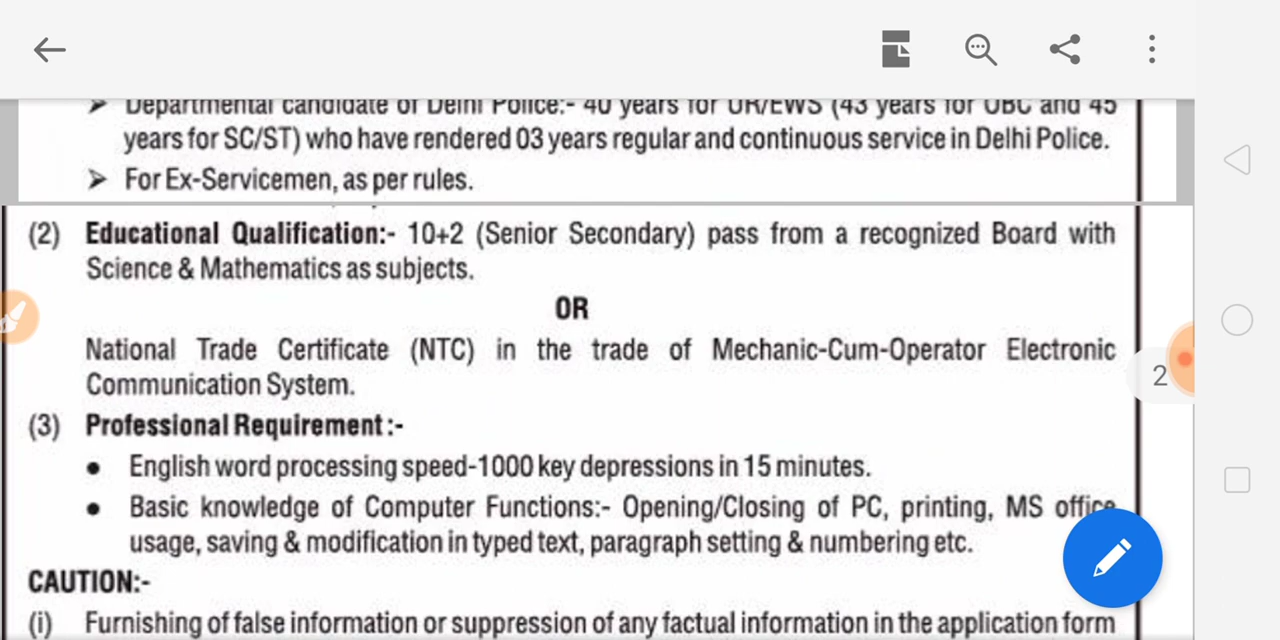 ➤ Departmental candidate of Delhi Police:- 40 years for UR/EWS (43 years for OBC and 45
years for SC/ST) who have rendered 03 years regular and continuous service in Delhi Police.
➤ For Ex-Servicemen, as per rules.
(2) Educational Qualification:- 10+2 (Senior Secondary) pass from a recognized Board with
Science & Mathematics as subjects.
OR
National Trade Certificate (NTC) in the trade of Mechanic-Cum-Operator Electronic
Communication System.
2
(3) Professional Requirement :-
● English word processing speed-1000 key depressions in 15 minutes.
● Basic knowledge of Computer Functions:- Opening/Closing of PC, printing, MS office
usage, saving & modification in typed text, paragraph setting & numbering etc.
CAUTION:-
(i) Furnishing of false information or suppression of any factual information in the application form